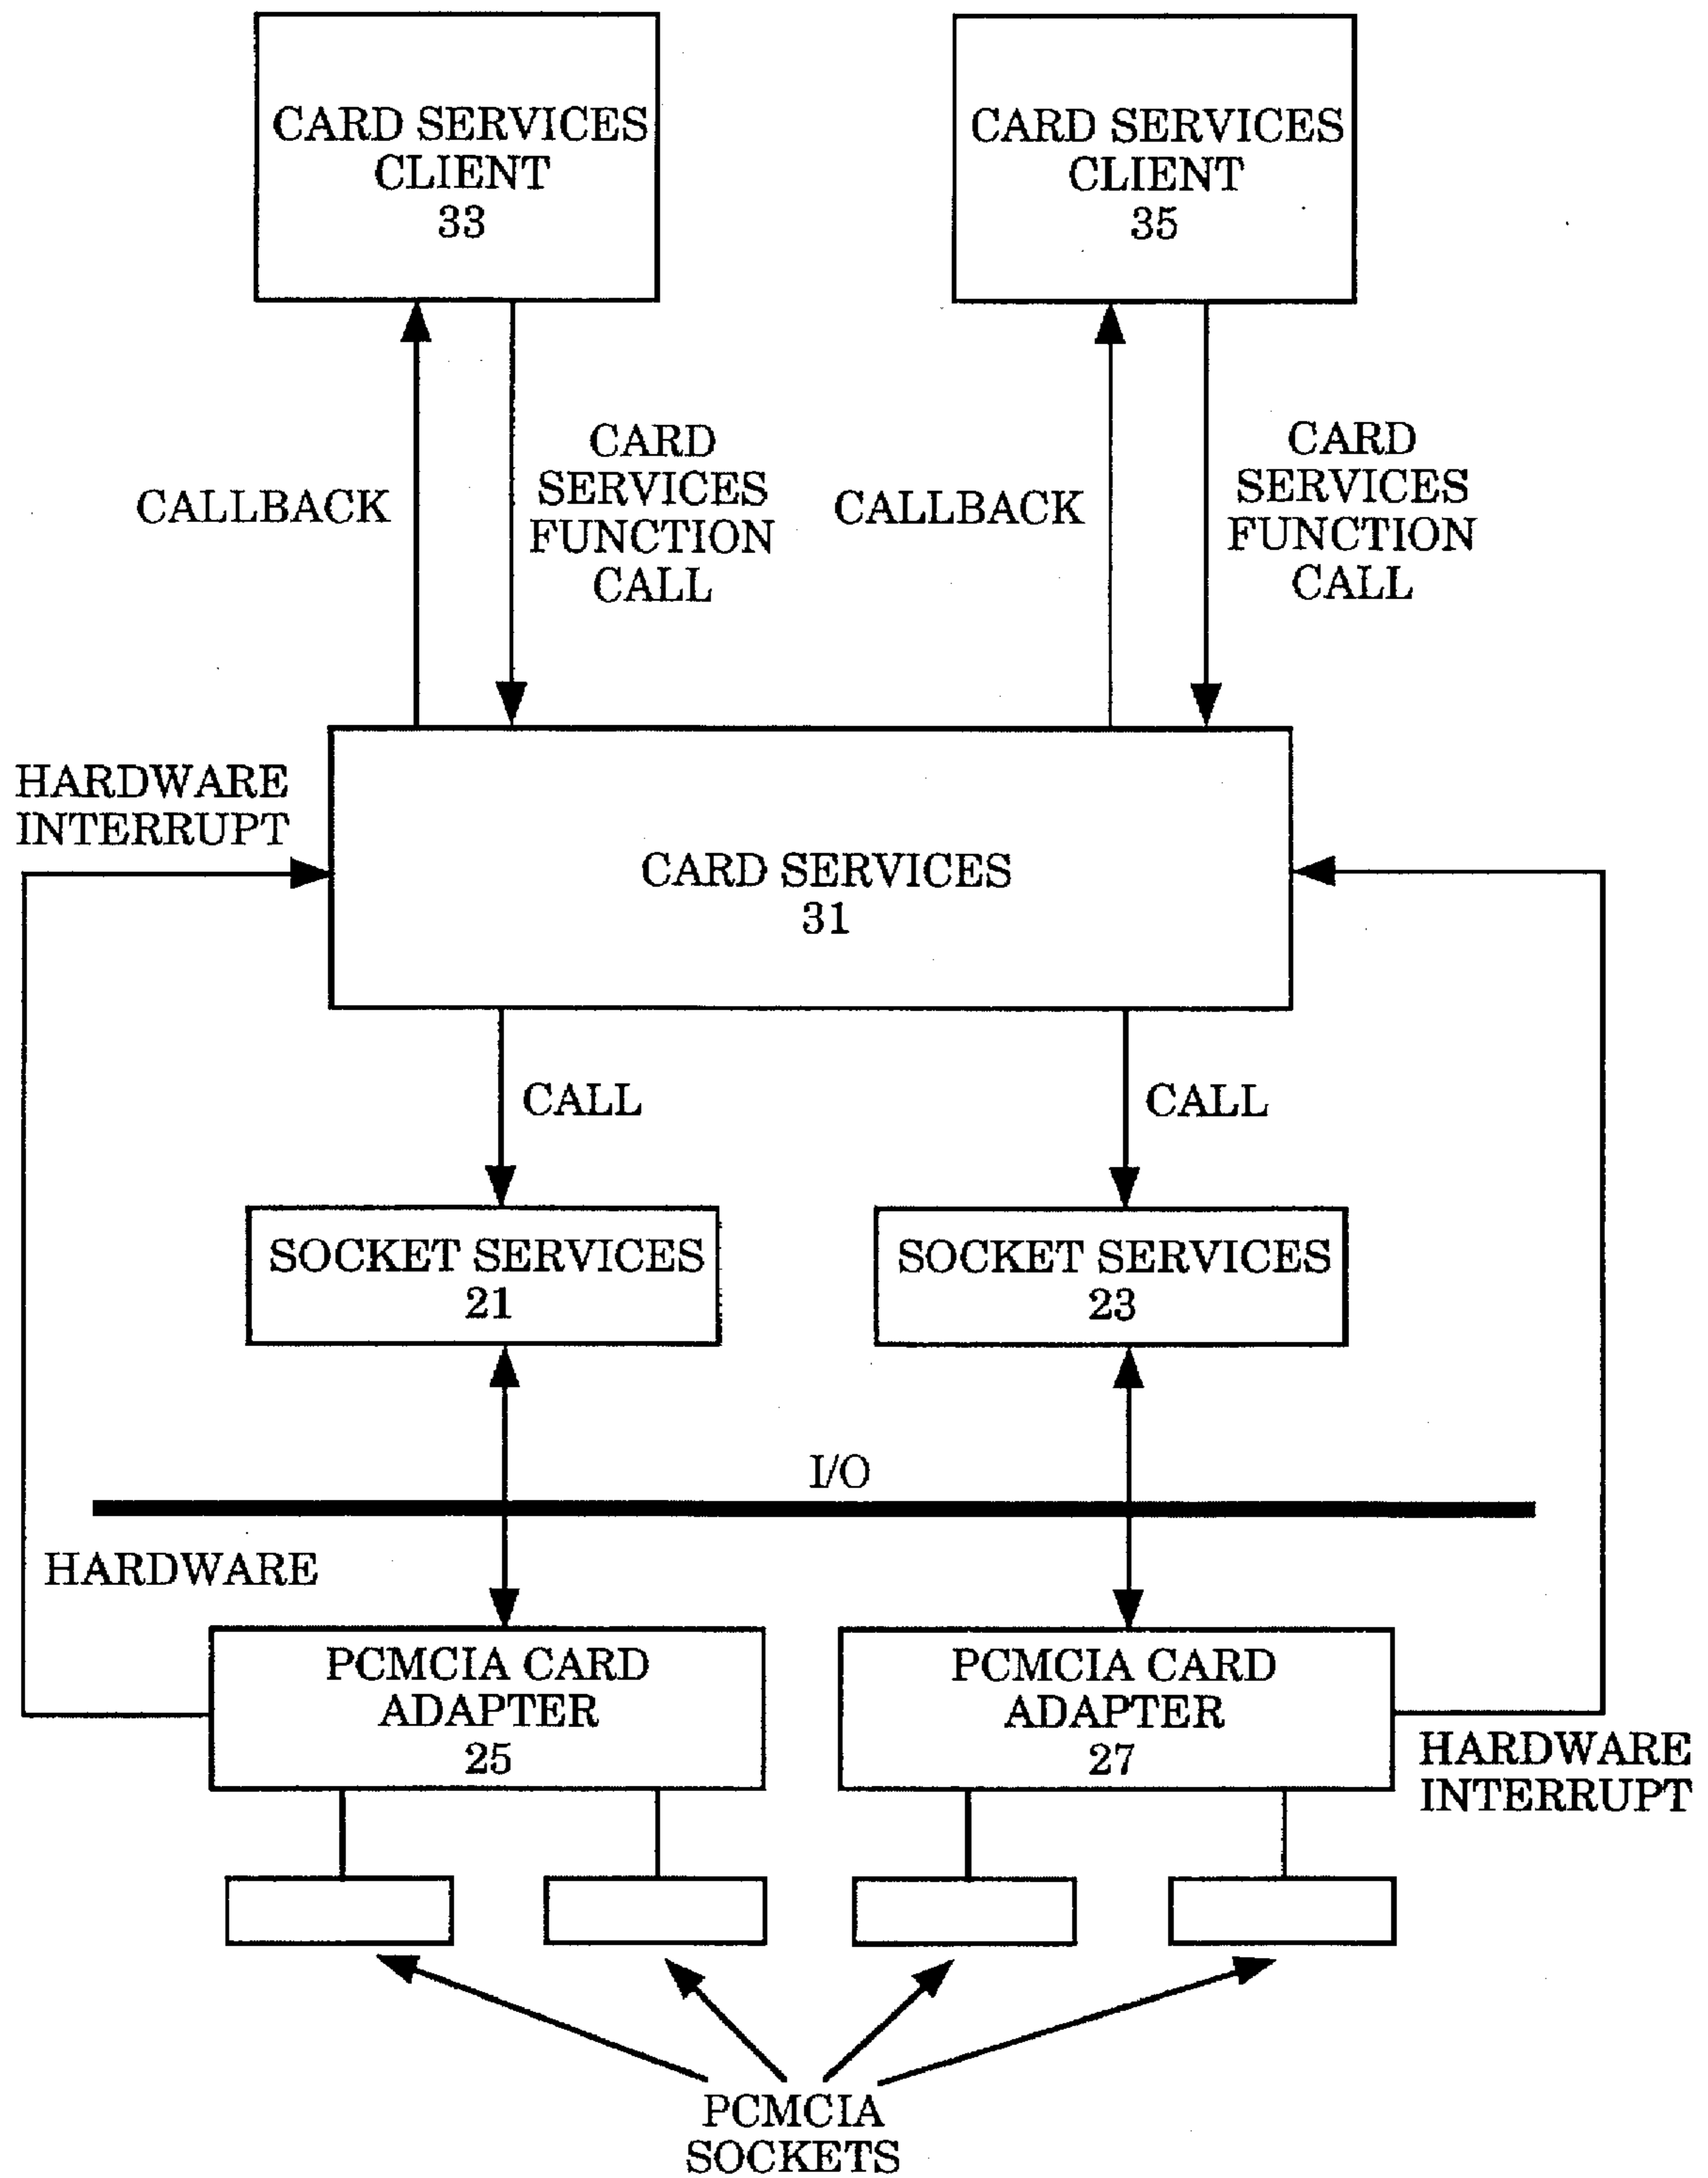 CARD SERVICES
CLIENT
33
CARD SERVICES
CLIENT
35
CALLBACK
CARD
SERVICES
FUNCTION
CALL
CALLBACK
CARD
SERVICES
FUNCTION
CALL
HARDWARE
INTERRUPT
CARD SERVICES
31
CALL
CALL
SOCKET SERVICES
21
SOCKET SERVICES
23
I/O
HARDWARE
PCMCIA CARD
ADAPTER
25
PCMCIA CARD
ADAPTER
27
HARDWARE
INTERRUPT
PCMCIA
SOCKETS